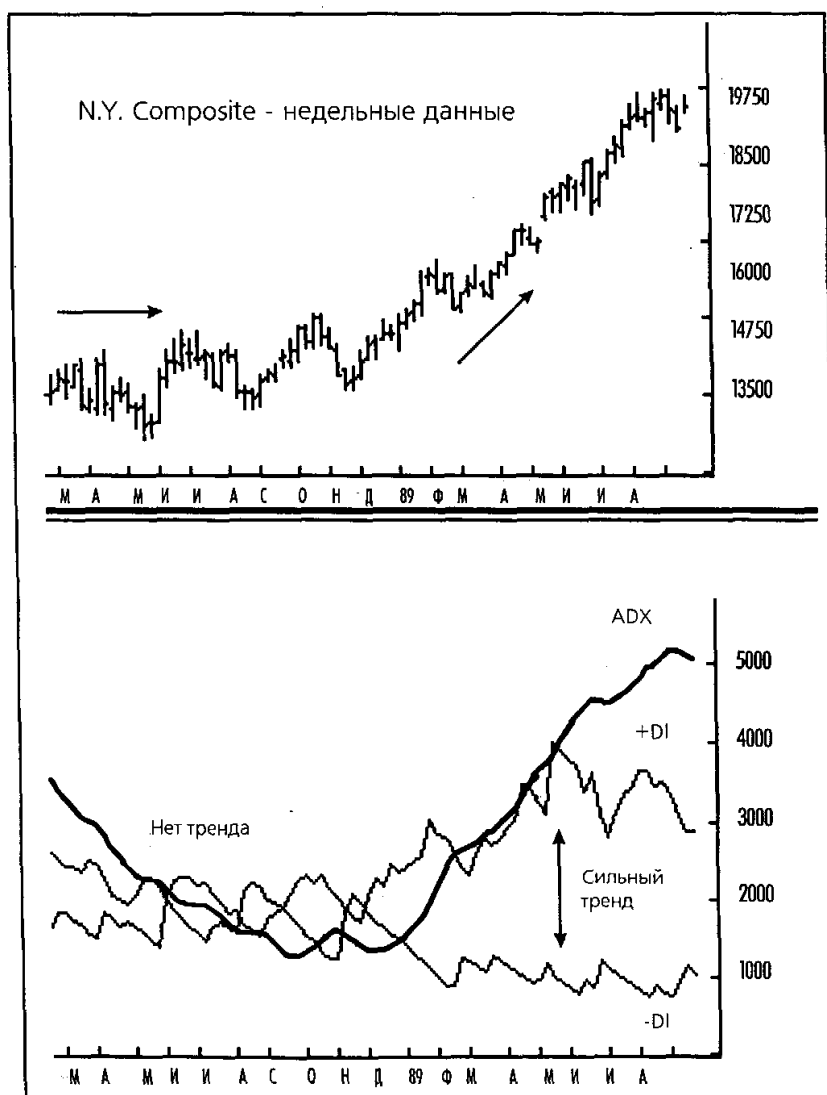 N.Y. Composite - недельные данные
19750
18500
17250
16000
14750
13500
М А М И И А С О Н Д 89 Ф М А М И И А
ADX
5000
+DI
4000
Нет тренда
3000
Сильный
тренд
2000
1000
-DI
М А М И И А С О Н Д 89 Ф М А М И И А